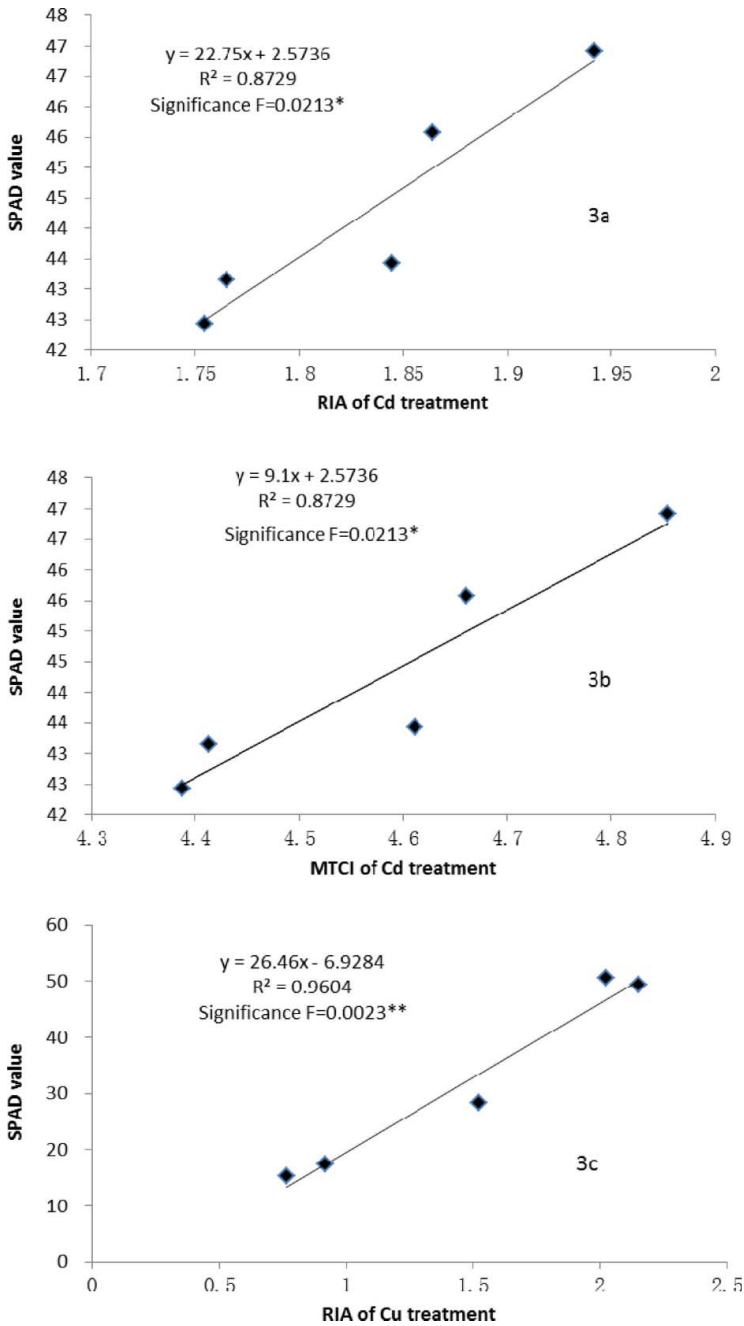 48
47
47
46
46
45
45
44
44
43
43
42
SPAD value
y = 22.75x + 2.5736
R² = 0.8729
Significance F=0.0213*
3a
1.7 1.75 1.8 1.85 1.9 1.95 2
RIA of Cd treatment
48
47
47
46
46
45
45
44
44
43
43
42
SPAD value
y = 9.1x + 2.5736
R² = 0.8729
Significance F=0.0213*
3b
4.3 4.4 4.5 4.6 4.7 4.8 4.9
MTCI of Cd treatment
60
50
40
30
20
10
0
SPAD value
y = 26.46x - 6.9284
R² = 0.9604
Significance F=0.0023**
3c
0 0.5 1 1.5 2 2.5
RIA of Cu treatment